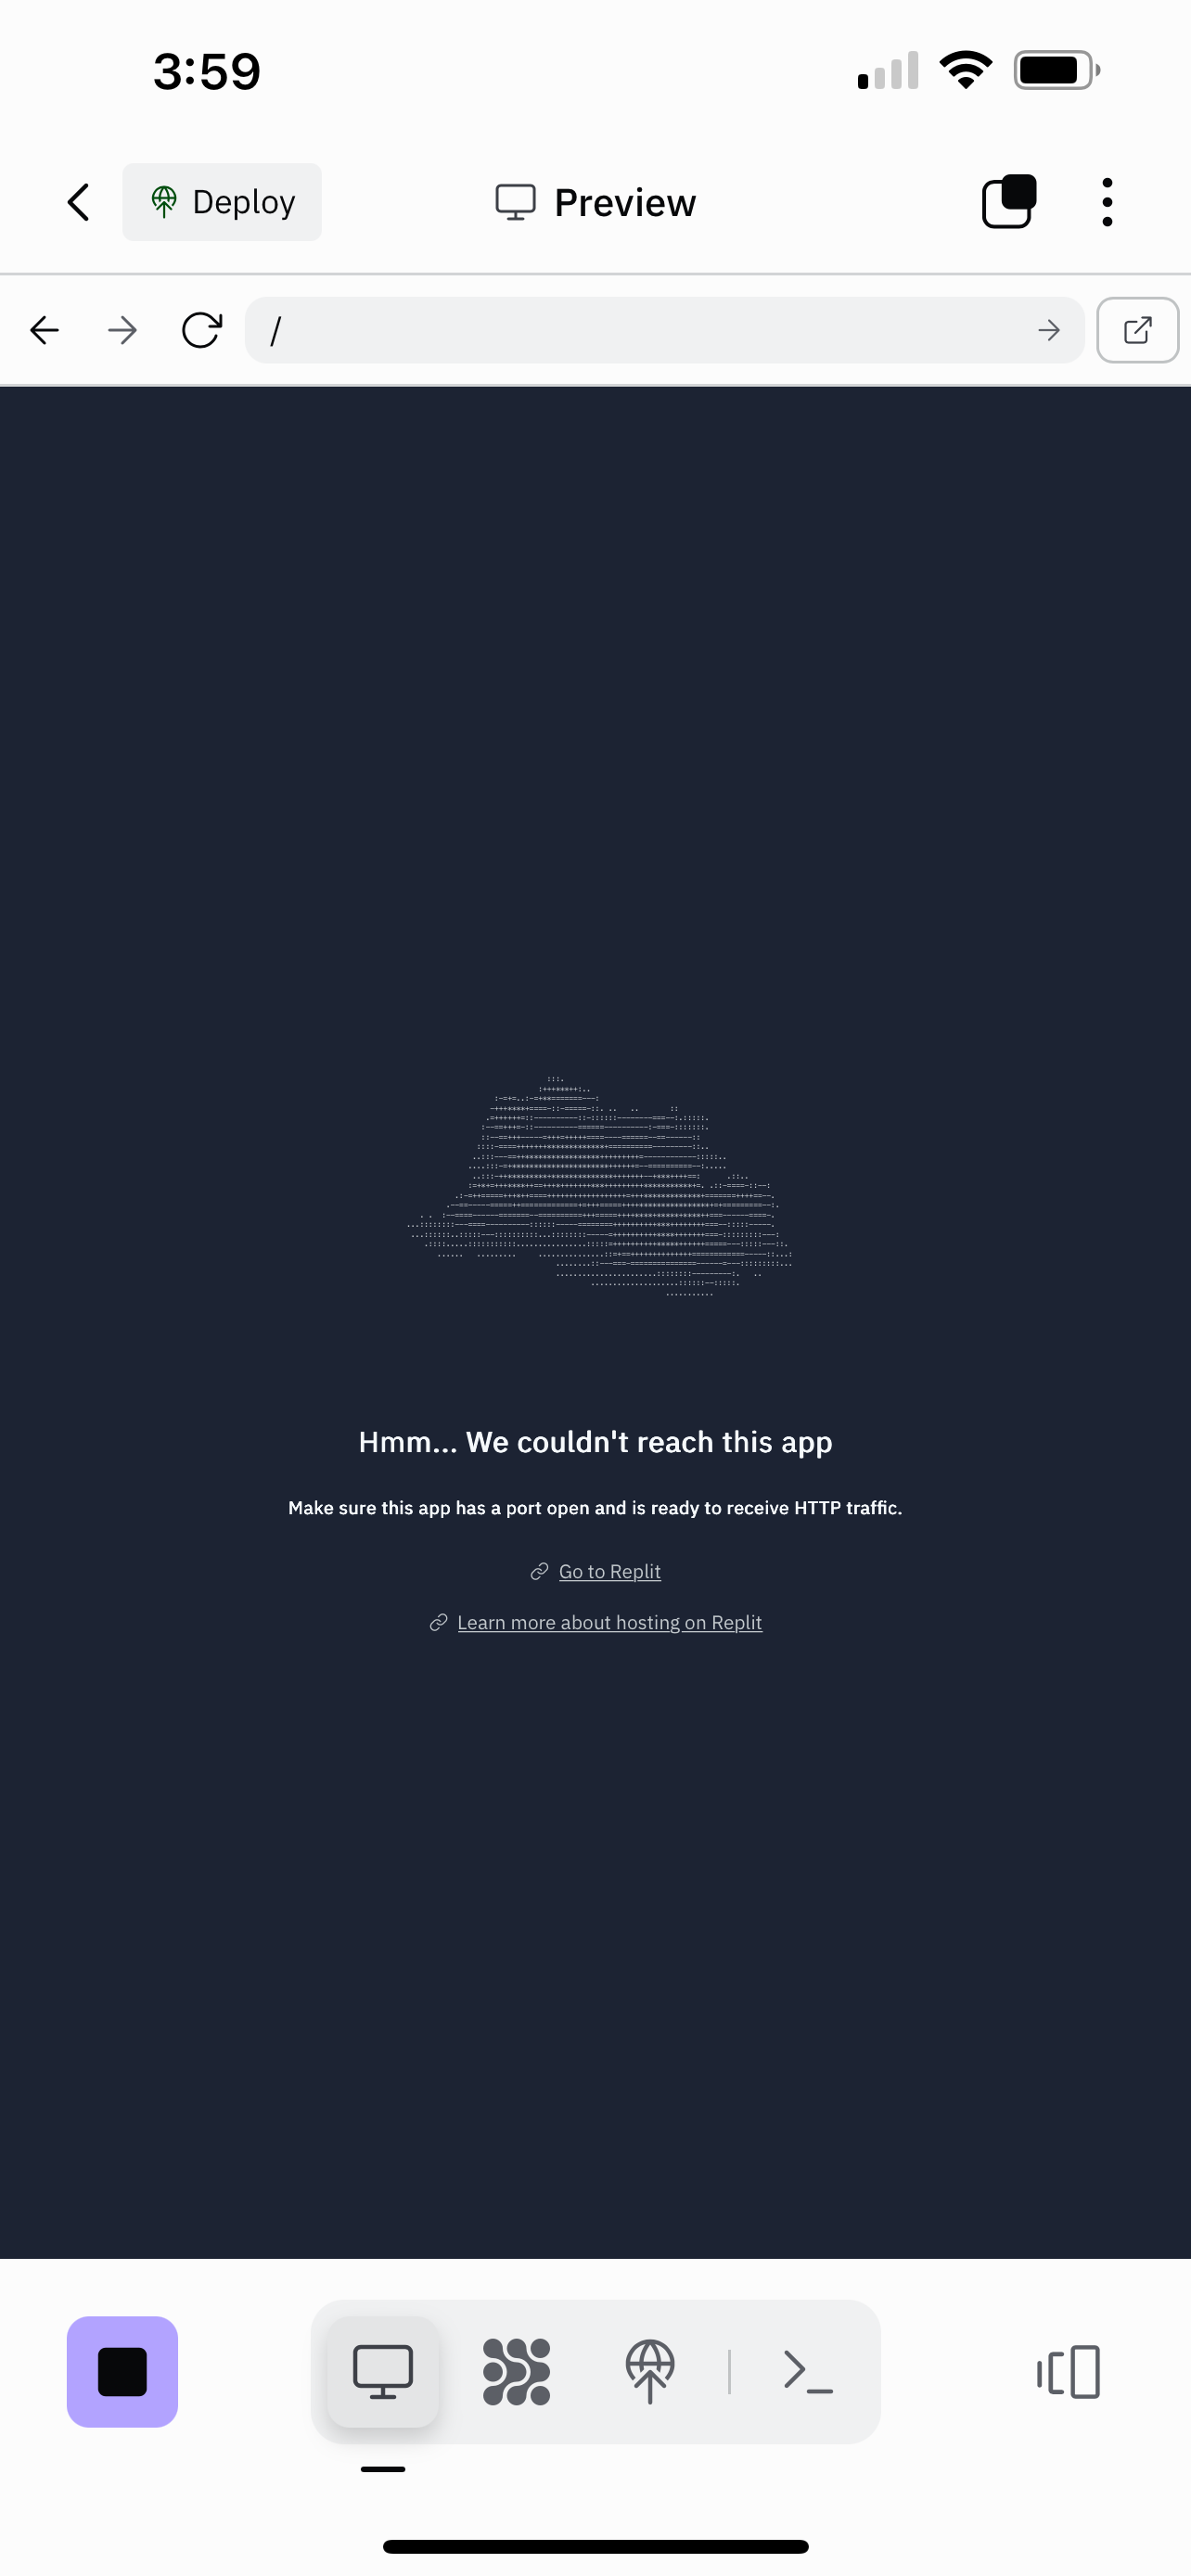 3:59
Deploy
Preview
/
Hmm... We couldn't reach this app
Make sure this app has a port open and is ready to receive HTTP traffic.
Go to Replit
Learn more about hosting on Replit